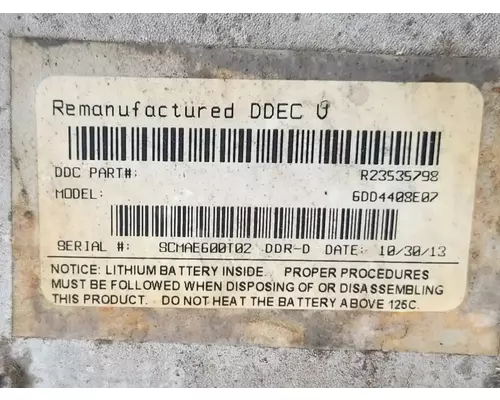 Remanufactured DDEC V
DDC PART#: R23535798
MODEL: 6DD4408E07
SERIAL #: SCMAE600T02 DDR-D DATE: 10/30/13
NOTICE: LITHIUM BATTERY INSIDE. PROPER PROCEDURES
MUST BE FOLLOWED WHEN DISPOSING OF OR DISASSEMBLING
THIS PRODUCT. DO NOT HEAT THE BATTERY ABOVE 125C.